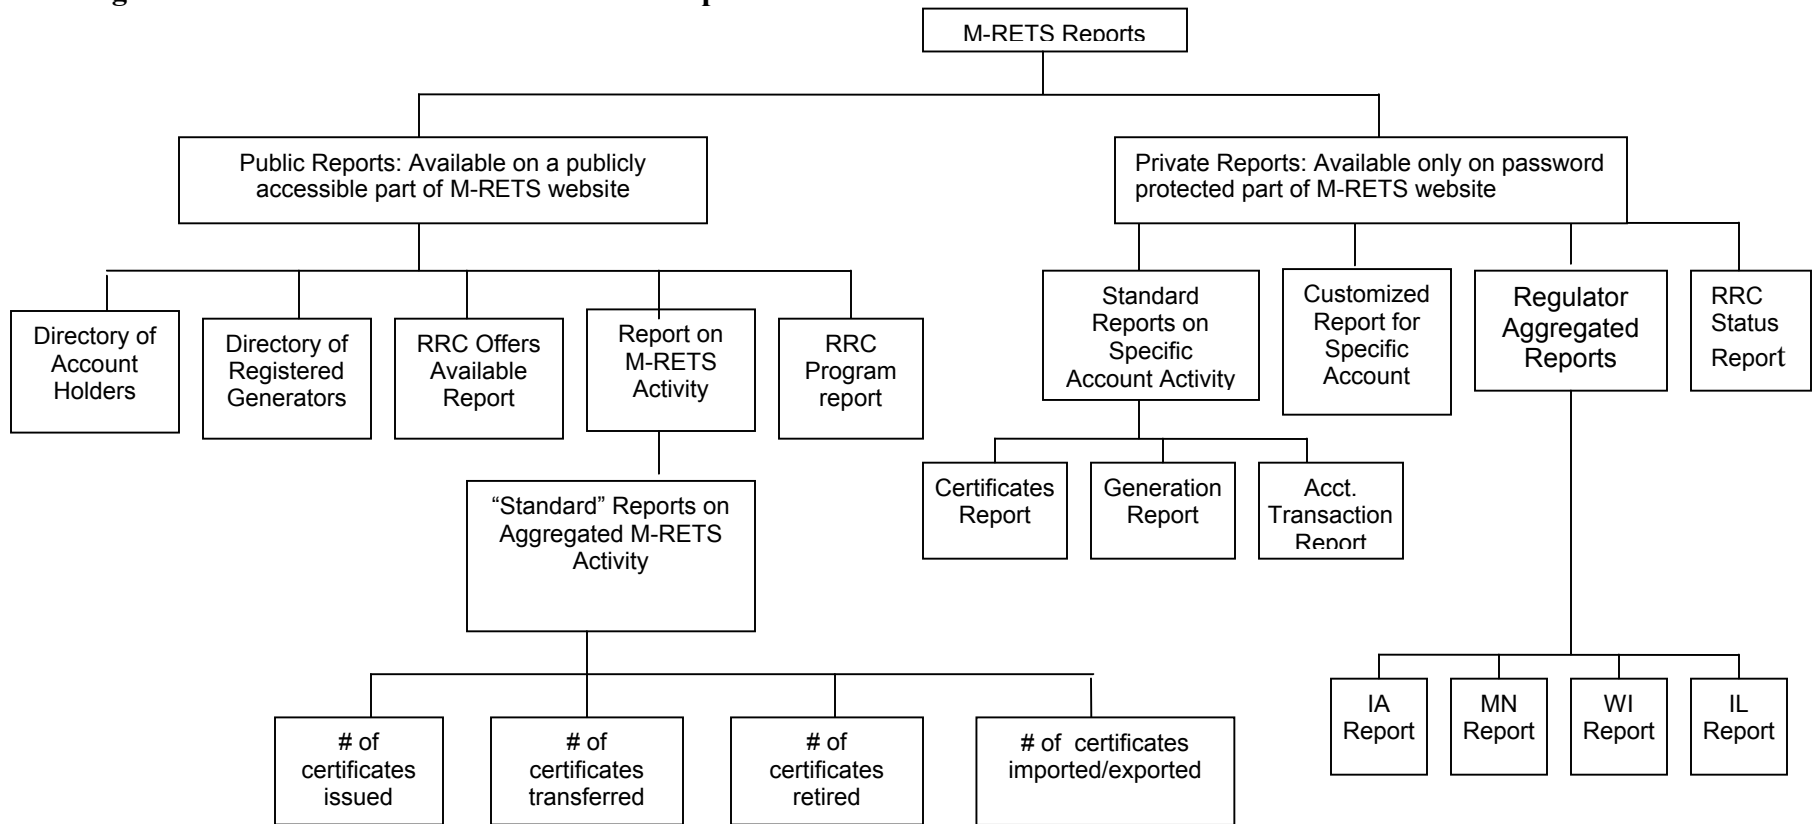 M-RETS Reports
Public Reports: Available on a publicly
accessible part of M-RETS website
Private Reports: Available only on password
protected part of M-RETS website
Directory of
Account
Holders
Directory of
Registered
Generators
RRC Offers
Available
Report
Report on
M-RETS
Activity
RRC
Program
report
Standard
Reports on
Specific
Account Activity
Customized
Report for
Specific
Account
Regulator
Aggregated
Reports
RRC
Status
Report
“Standard” Reports on
Aggregated M-RETS
Activity
Certificates
Report
Generation
Report
Acct.
Transaction
Report
# of
certificates
issued
# of
certificates
transferred
# of
certificates
retired
# of certificates
imported/exported
IA
Report
MN
Report
WI
Report
IL
Report